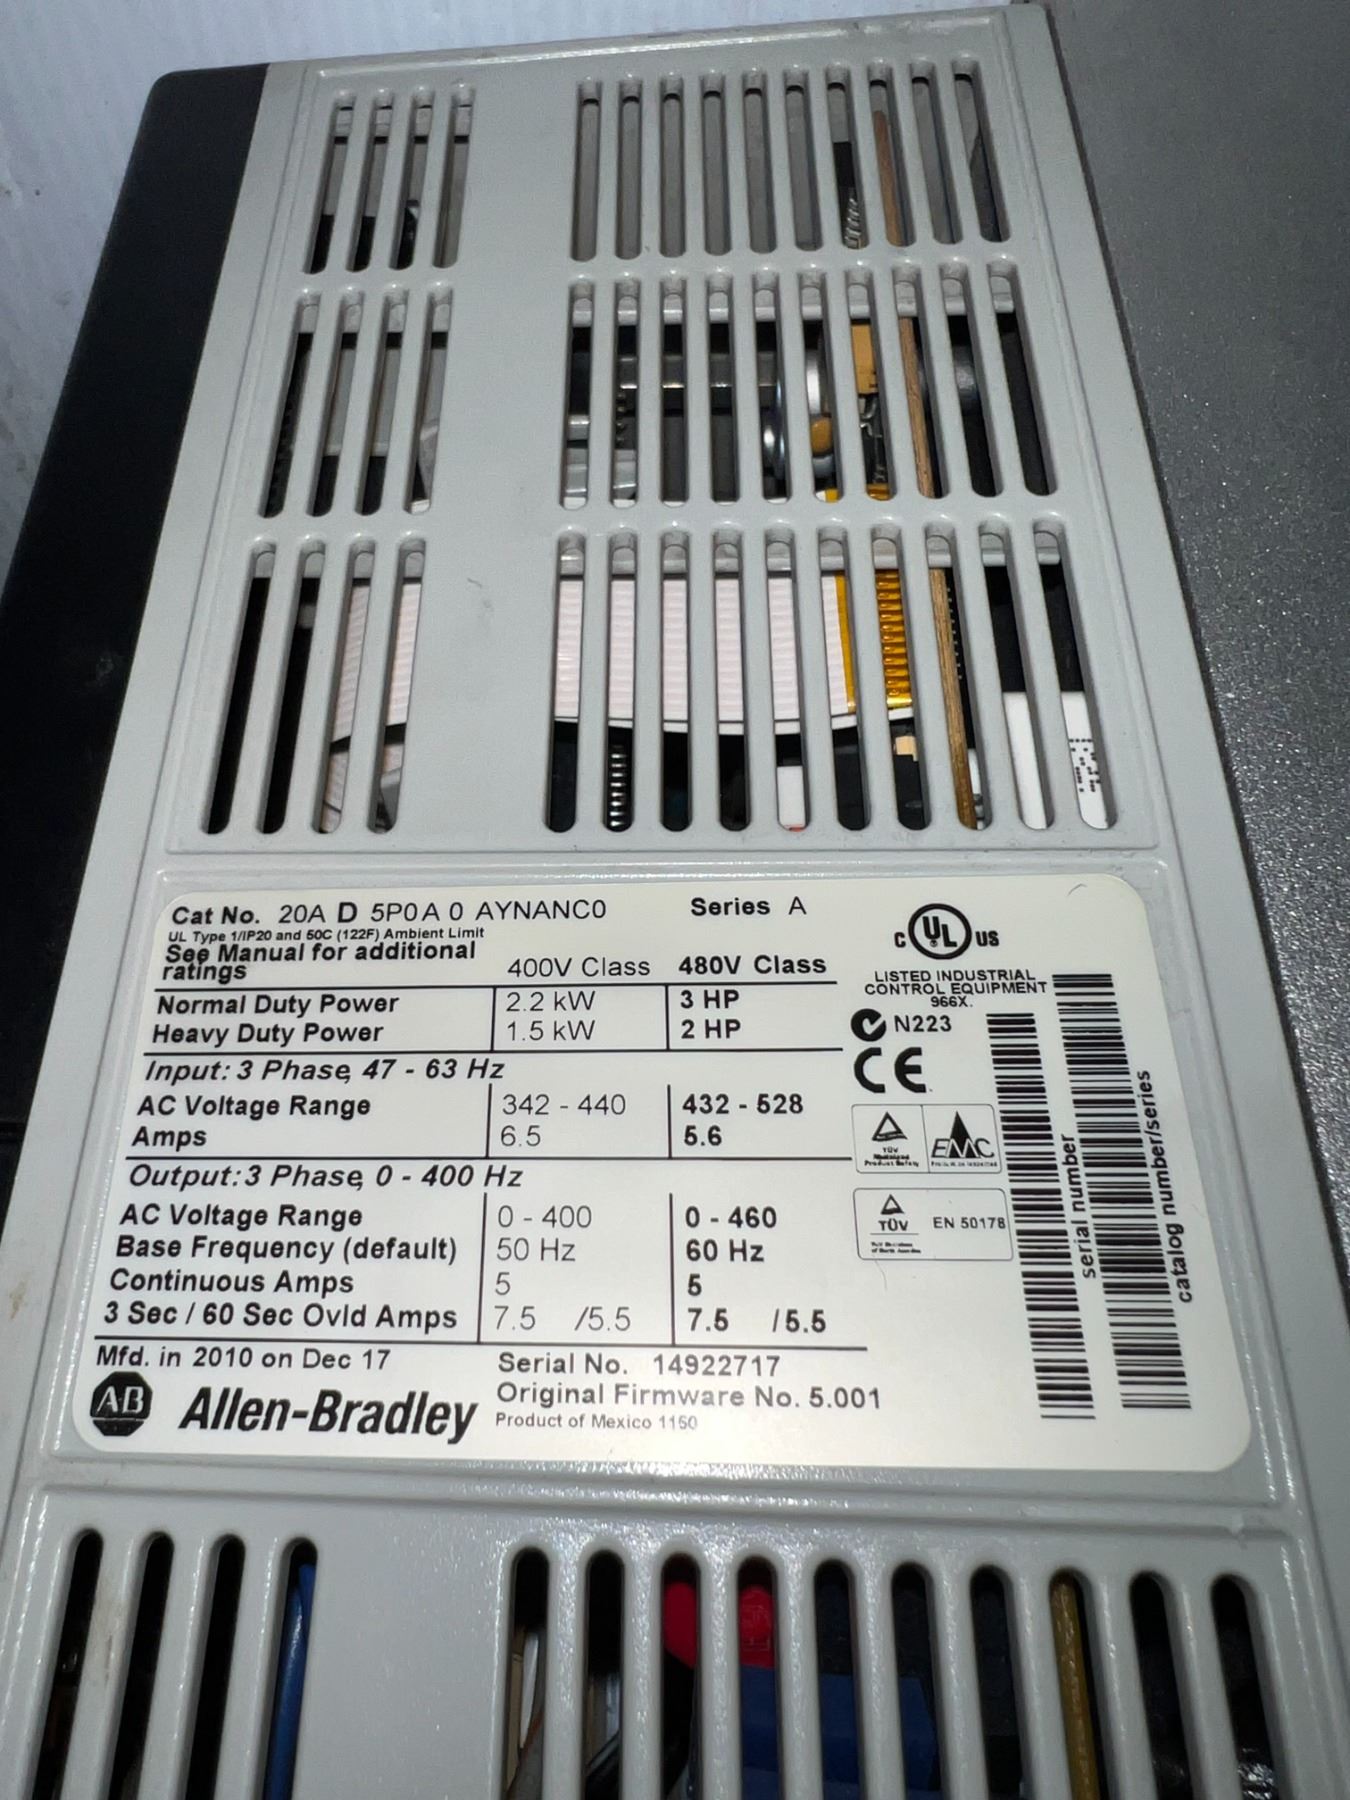 Cat No. 20A D 5P0 A 0 AYNANC0 Series A
UL Type 1/IP20 and 50C (122F) Ambient Limit
See Manual for additional
ratings
400V Class 480V Class
Normal Duty Power 2.2 kW 3 HP
Heavy Duty Power 1.5 kW 2 HP
Input: 3 Phase, 47 - 63 Hz
AC Voltage Range 342 - 440 432 - 528
Amps 6.5 5.6
Output: 3 Phase, 0 - 400 Hz
AC Voltage Range 0 - 400 0 - 460
Base Frequency (default) 50 Hz 60 Hz
Continuous Amps 5 5
3 Sec / 60 Sec Ovld Amps 7.5 /5.5 7.5 /5.5
Mfd. in 2010 on Dec 17
Serial No. 14922717
Original Firmware No. 5.001
Product of Mexico 1150
AB Allen-Bradley
C UL US
LISTED INDUSTRIAL
CONTROL EQUIPMENT
966X.
N223
CE
TÜV
Product Safety
EMC
TÜV EN 50178
serial number
catalog number/series